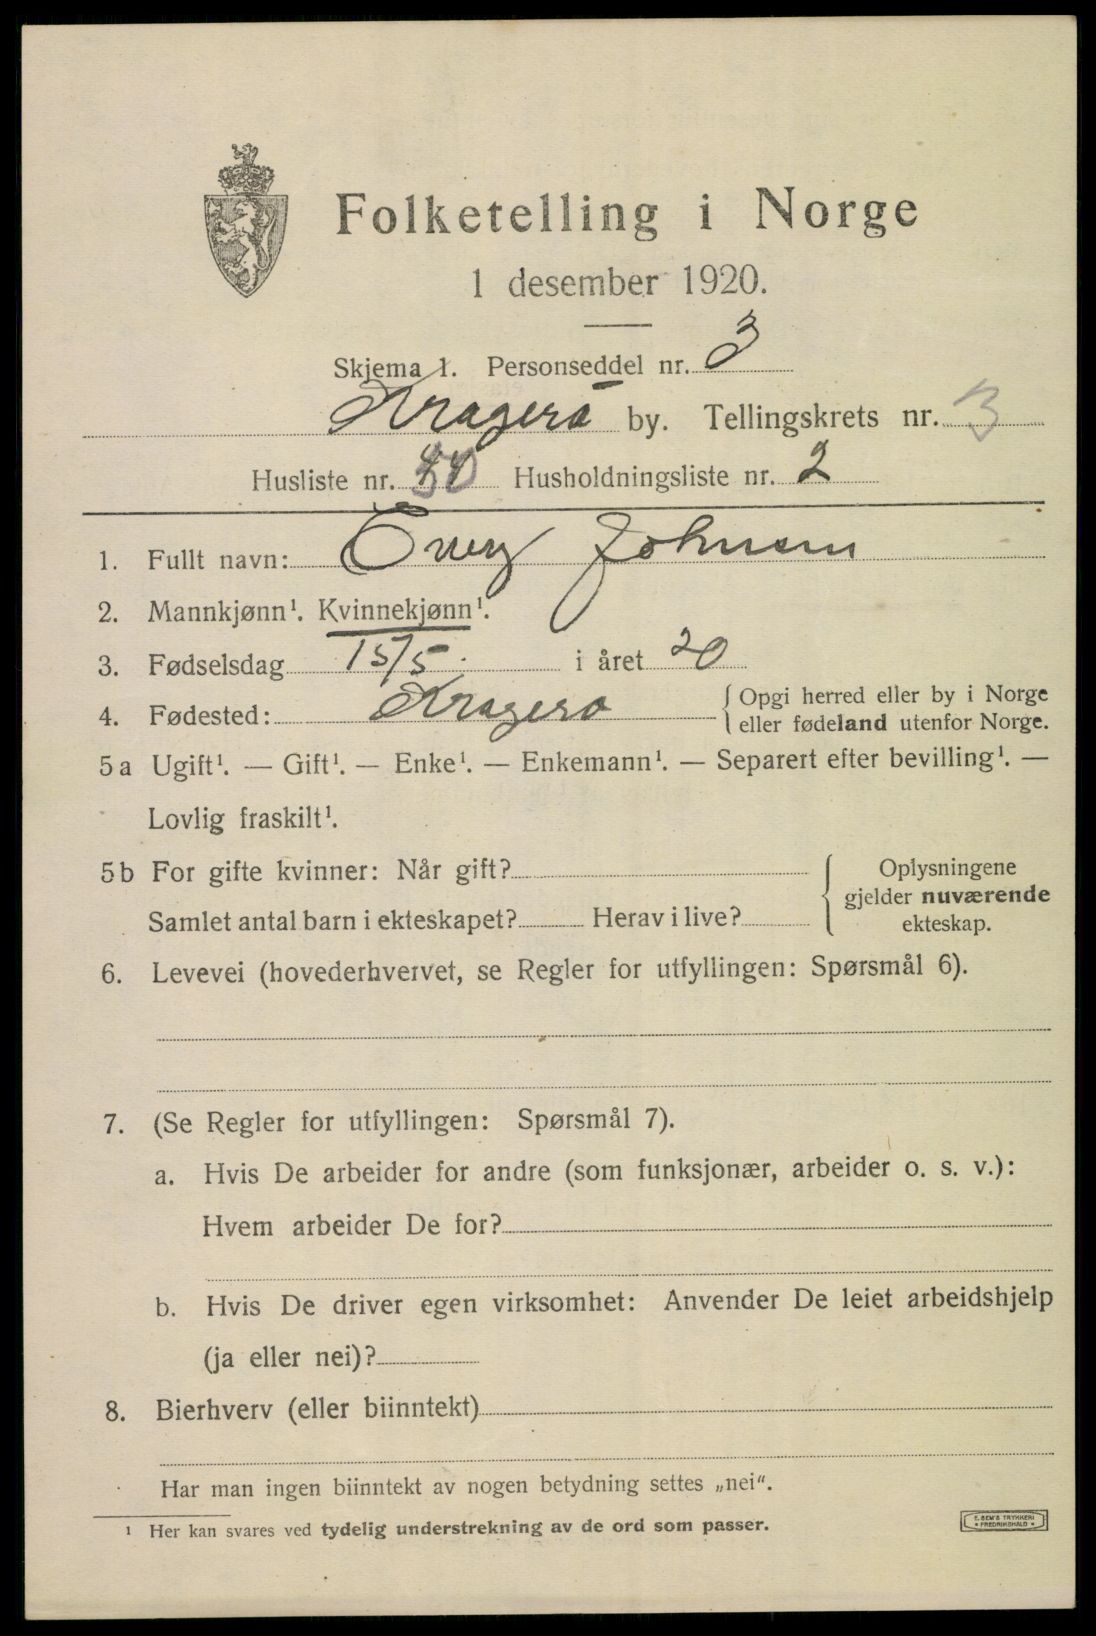 Folketelling i Norge
1 desember 1920.
Skjema 1. Personseddel nr. 3
Kragerø by. Tellingskrets nr. 3
Husliste nr. Husholdningsliste nr. 2
1. Fullt navn: Johnsen
2. Mannkjønn¹. Kvinnekjønn¹.
3. Fødselsdag 15/5. i året 20
4. Fødested: Kragerø { Opgi herred eller by i Norge
eller fødeland utenfor Norge.
5a Ugift¹. — Gift¹. — Enke¹. — Enkemann¹. — Separert efter bevilling¹. —
Lovlig fraskilt¹.
5b For gifte kvinner: Når gift?
Samlet antal barn i ekteskapet? Herav i live?
{ Oplysningene
gjelder nuværende
ekteskap.
6. Levevei (hovederhvervet, se Regler for utfyllingen: Spørsmål 6).
7. (Se Regler for utfyllingen: Spørsmål 7).
a. Hvis De arbeider for andre (som funksjonær, arbeider o. s. v.):
Hvem arbeider De for?
b. Hvis De driver egen virksomhet: Anvender De leiet arbeidshjelp
(ja eller nei)?
8. Bierhverv (eller biinntekt)
Har man ingen biinntekt av nogen betydning settes „nei“.
¹ Her kan svares ved tydelig understrekning av de ord som passer.
E. SEM'S TRYKKERI
• FREDRIKSHALD •